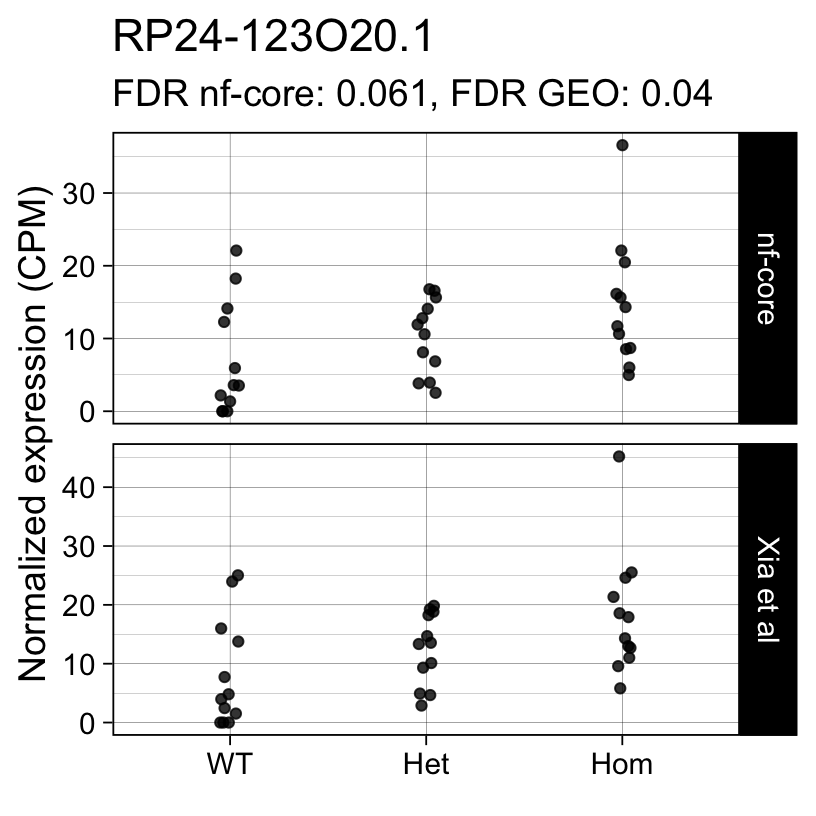 RP24-123O20.1
FDR nf-core: 0.061, FDR GEO: 0.04
Normalized expression (CPM)
30
20
10
0
nf-core
40
30
20
10
0
Xia et al
WT
Het
Hom